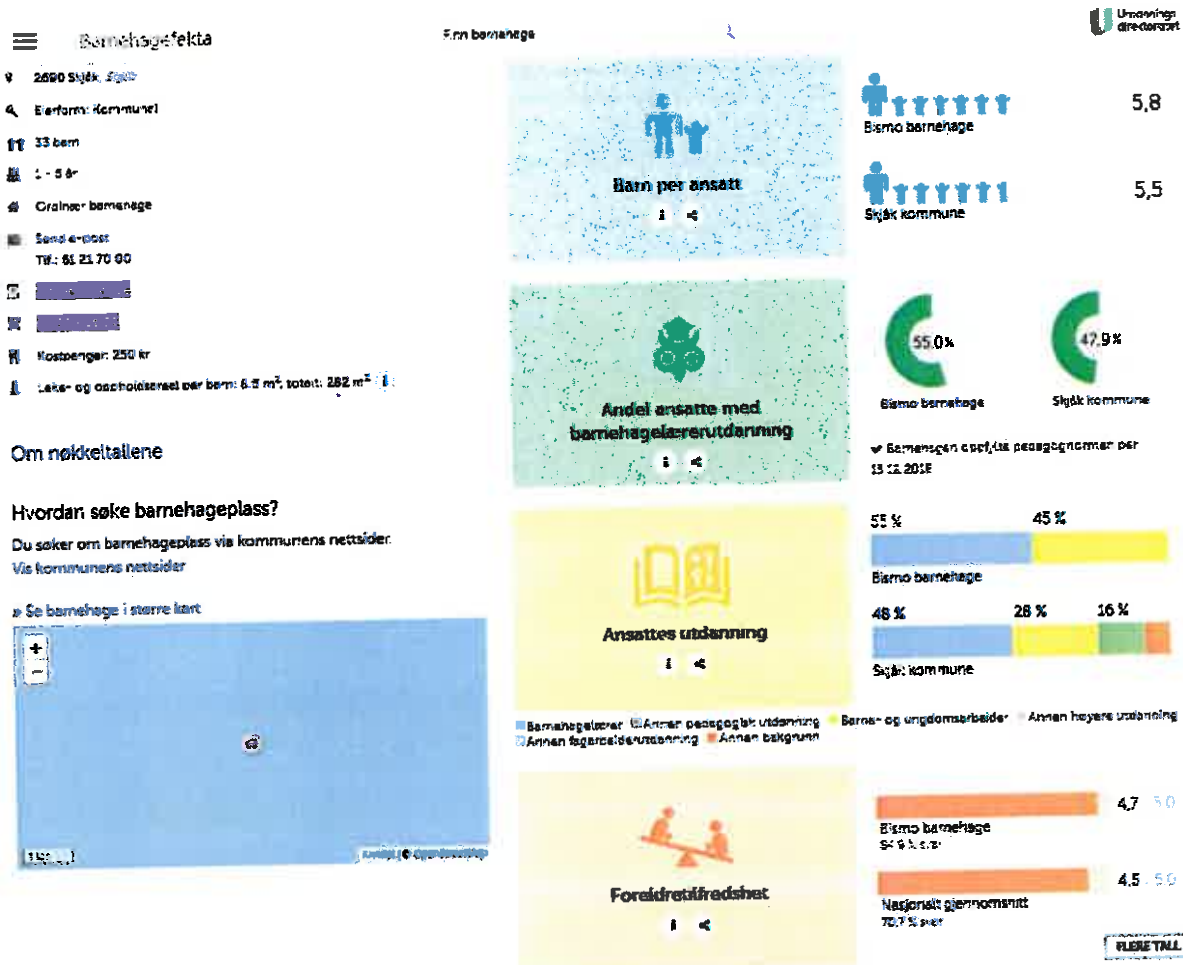 Barnehagefakta
Finn barnehage
Utdannings
direktoratet
2690 Skjåk, Skjåk
Eierform: Kommunal
33 barn
1 - 5 år
Ordinær barnehage
Send e-post
Tlf.: 61 21 70 00
Kostpenger: 250 kr
Leke- og oppholdsareal per barn: m², totalt: 282 m²
Om nøkkeltallene
Hvordan søke barnehageplass?
Du søker om barnehageplass via kommunens nettsider.
Vis kommunens nettsider
» Se barnehage i større kart
+
−
Barn per ansatt
5,8
Bismo barnehage
5,5
Skjåk kommune
Andel ansatte med
barnehagelærerutdanning
55,0%
Bismo barnehage
47,9%
Skjåk kommune
✔ Barnehagen oppfylte pedagognormen per
Ansattes utdanning
55 % 45 %
Bismo barnehage
48 % 28 % 16 %
Skjåk kommune
Barnehagelærer Annen pedagogisk utdanning Barne- og ungdomsarbeider Annen høyere utdanning
Annen fagarbeiderutdanning Annen bakgrunn
Foreldretilfredshet
4,7 5.0
Bismo barnehage
4,5 5.0
Nasjonalt gjennomsnitt
70,7 % svar
FLERE TALL